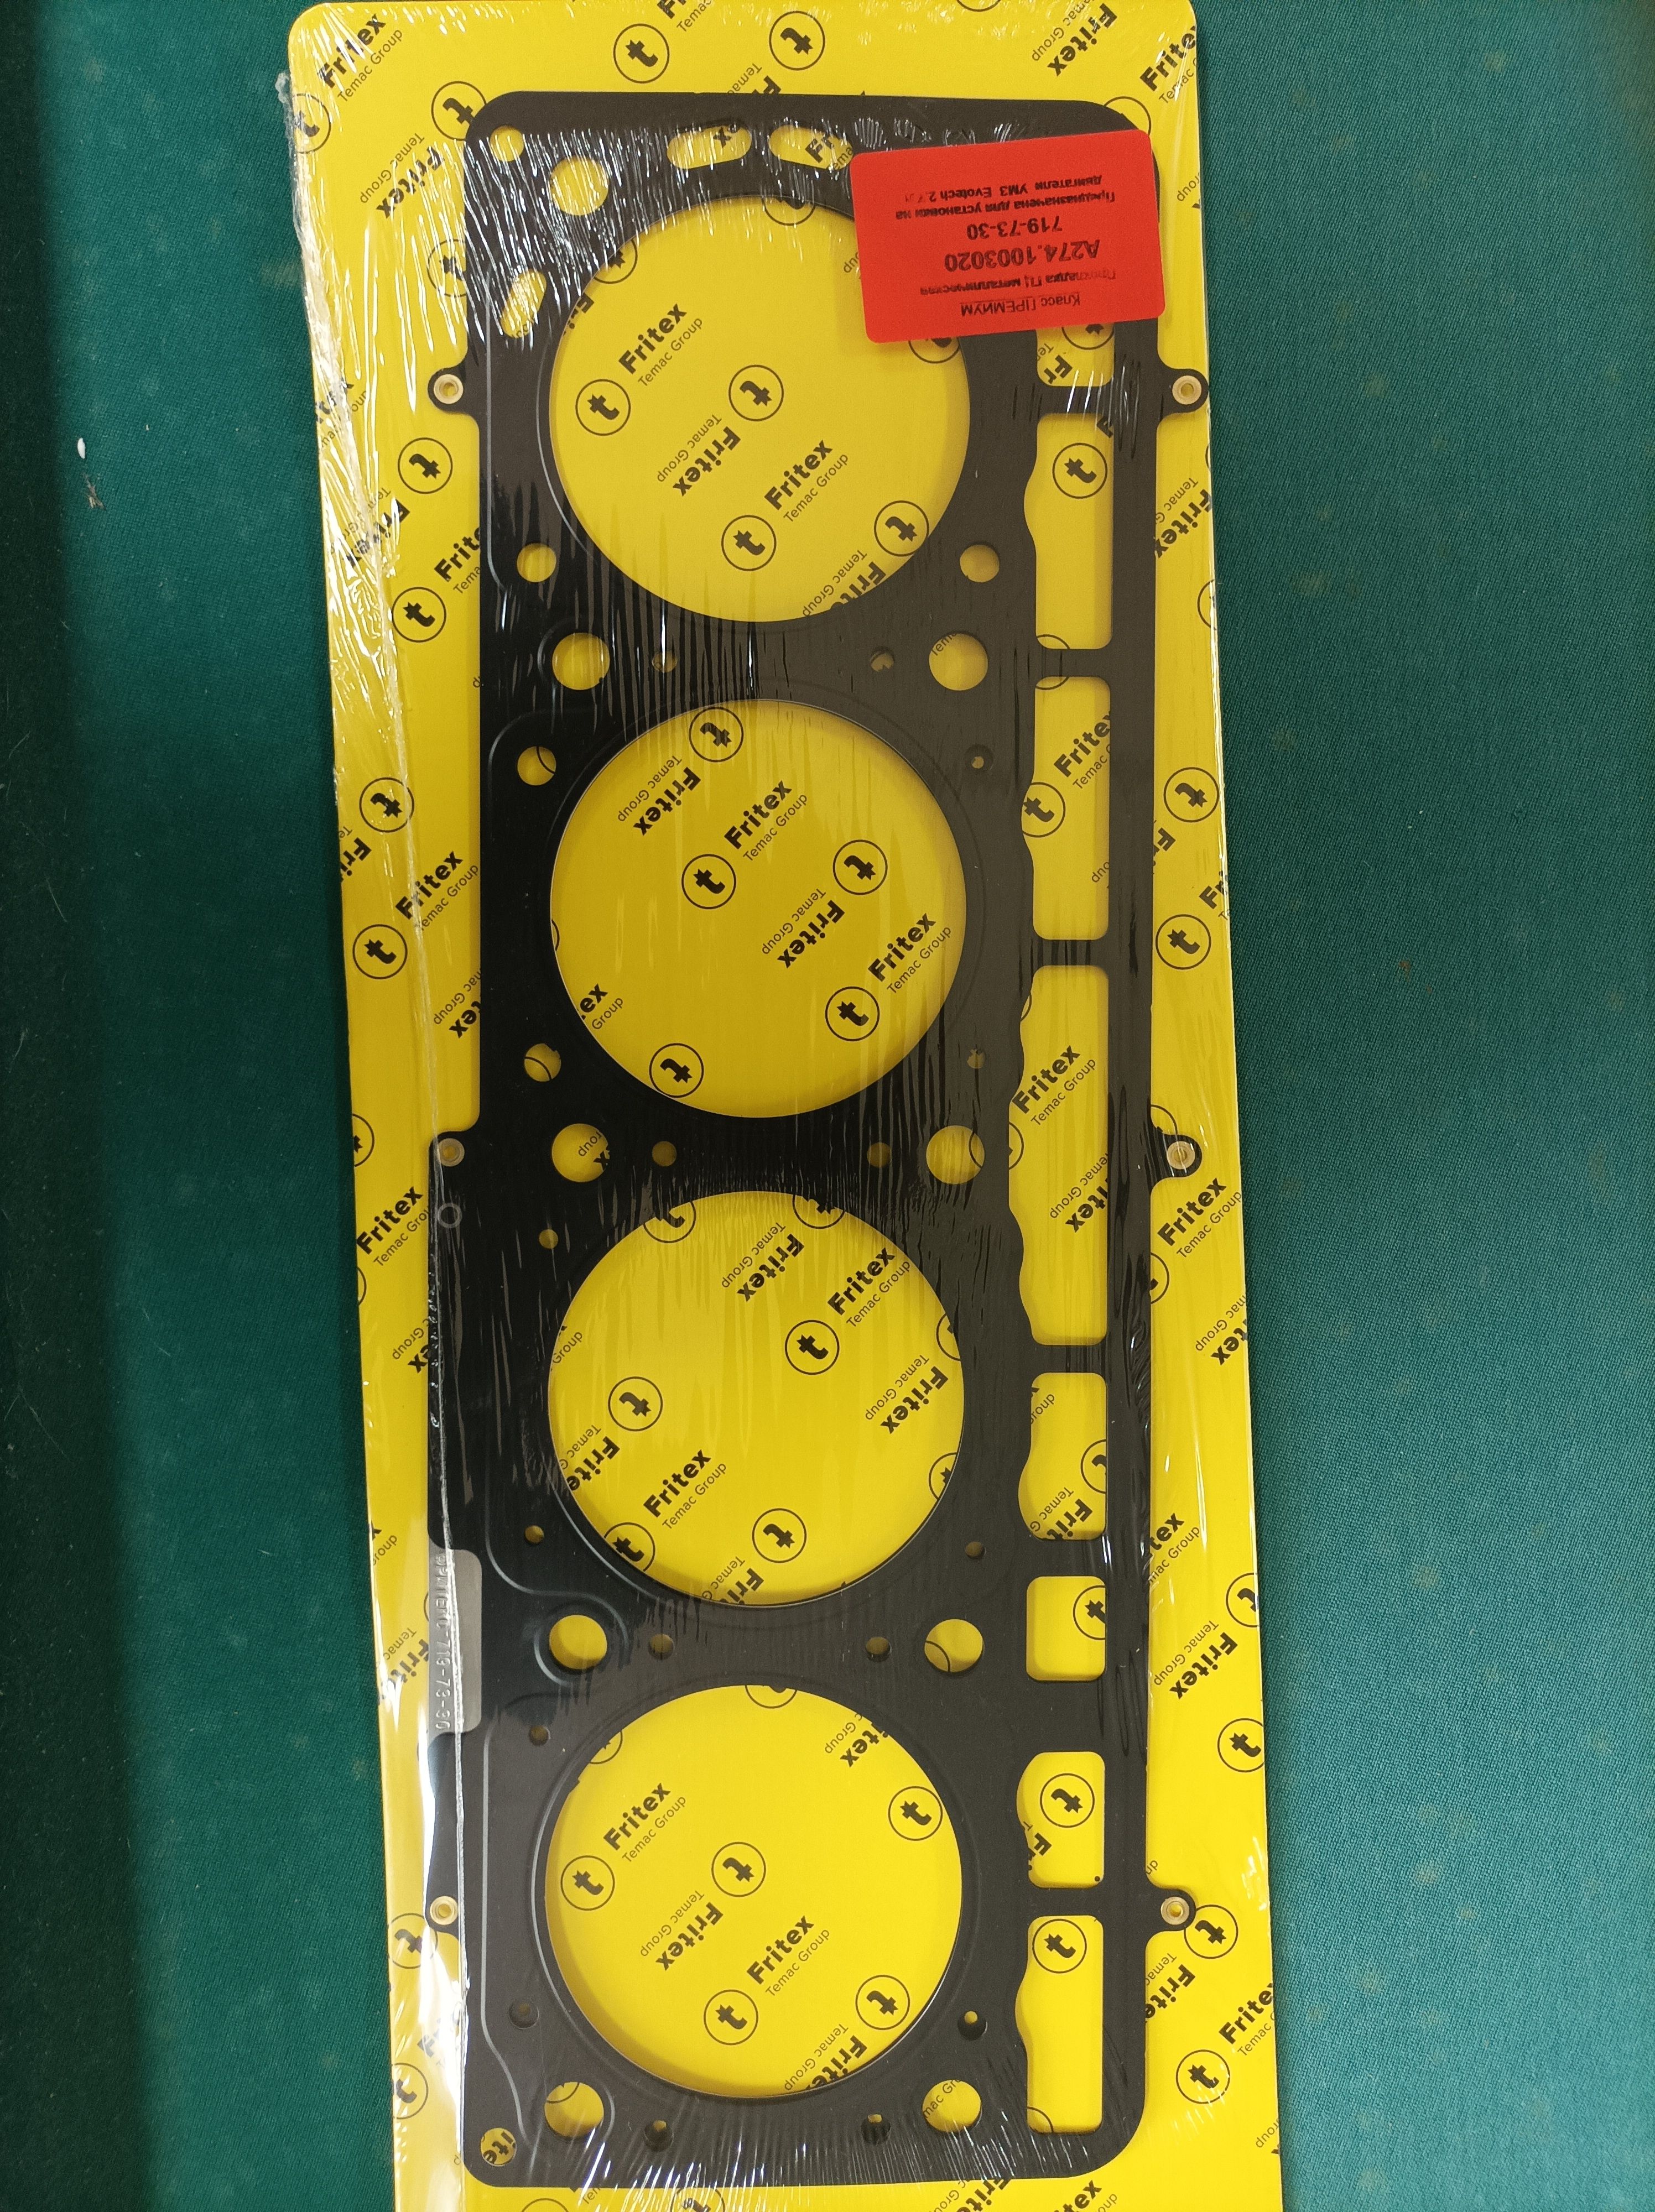 Fritex
Temac Group
Класс ПРЕМИУМ
Прокладка ГЦ металлическая
А274.1003020
719-73-30
Предназначена для установки на
двигатели УМЗ Evotech 2.7 л
719-73-30